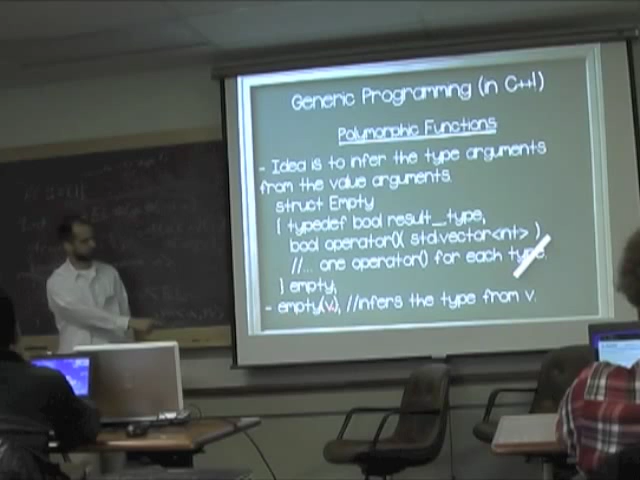 Generic Programming (in C++!)
Polymorphic Functions
- Idea is to infer the type arguments
from the value arguments.
struct Empty
{ typedef bool result_type;
bool operator()( std::vector<int> )
//... one operator() for each type.
} empty;
- empty(v); //infers the type from v.